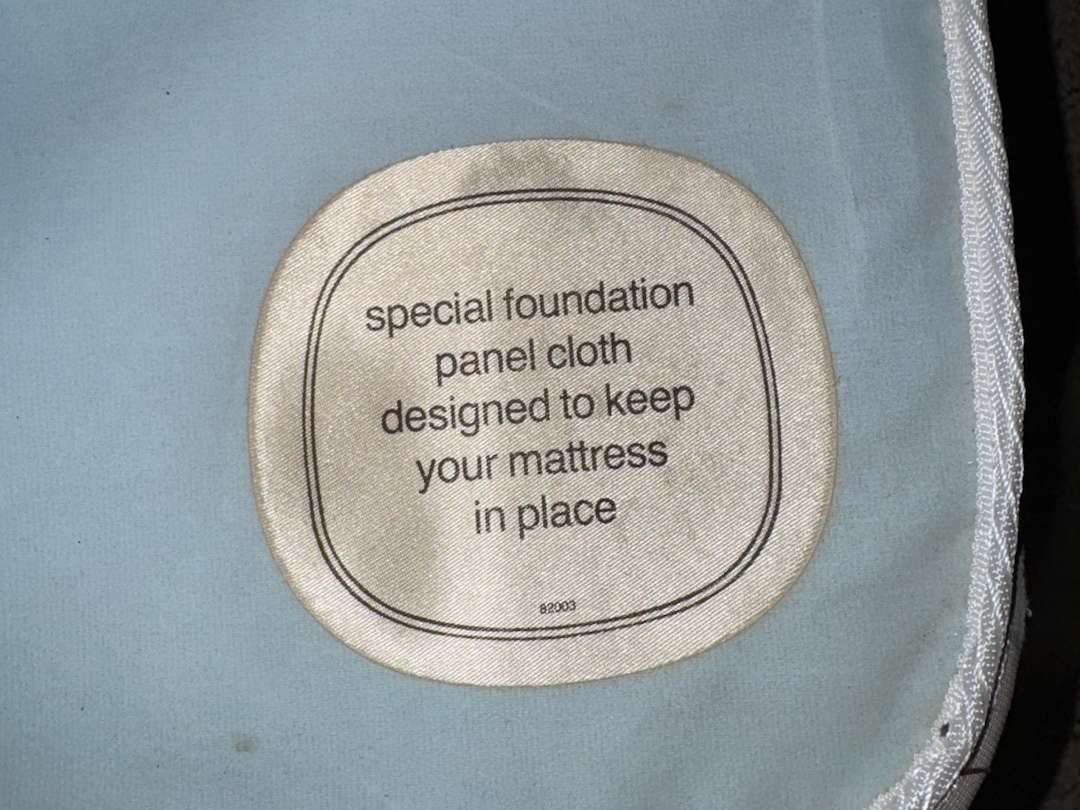 special foundation
panel cloth
designed to keep
your mattress
in place
82003